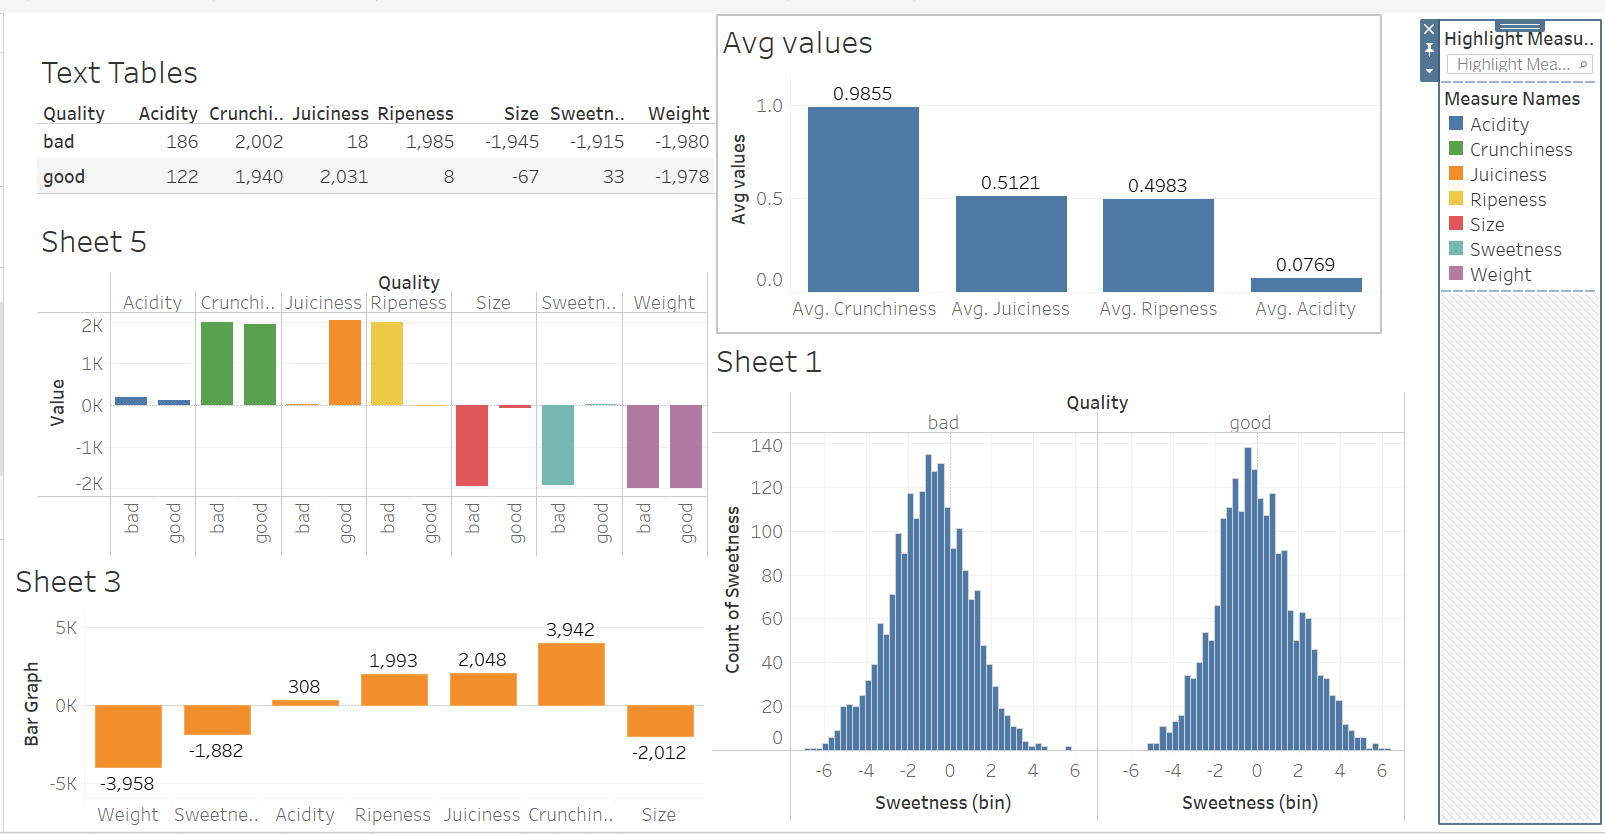 Text Tables
Quality Acidity Crunchi.. Juiciness Ripeness Size Sweetn.. Weight
bad 186 2,002 18 1,985 -1,945 -1,915 -1,980
good 122 1,940 2,031 8 -67 33 -1,978
Sheet 5
Quality
Acidity Crunchi.. Juiciness Ripeness Size Sweetn.. Weight
2K
1K
0K
-1K
-2K
Value
bad good bad good bad good bad good bad good bad good bad good
Sheet 3
5K
0K
-5K
Bar Graph
-3,958
-1,882
308
1,993
2,048
3,942
-2,012
Weight Sweetne.. Acidity Ripeness Juiciness Crunchin.. Size
Avg values
1.0
0.5
0.0
Avg values
0.9855
0.5121
0.4983
0.0769
Avg. Crunchiness Avg. Juiciness Avg. Ripeness Avg. Acidity
Sheet 1
Quality
bad good
140
120
100
80
60
40
20
0
Count of Sweetness
-6 -4 -2 0 2 4 6 -6 -4 -2 0 2 4 6
Sweetness (bin) Sweetness (bin)
Highlight Measu..
Highlight Mea...
Measure Names
Acidity
Crunchiness
Juiciness
Ripeness
Size
Sweetness
Weight